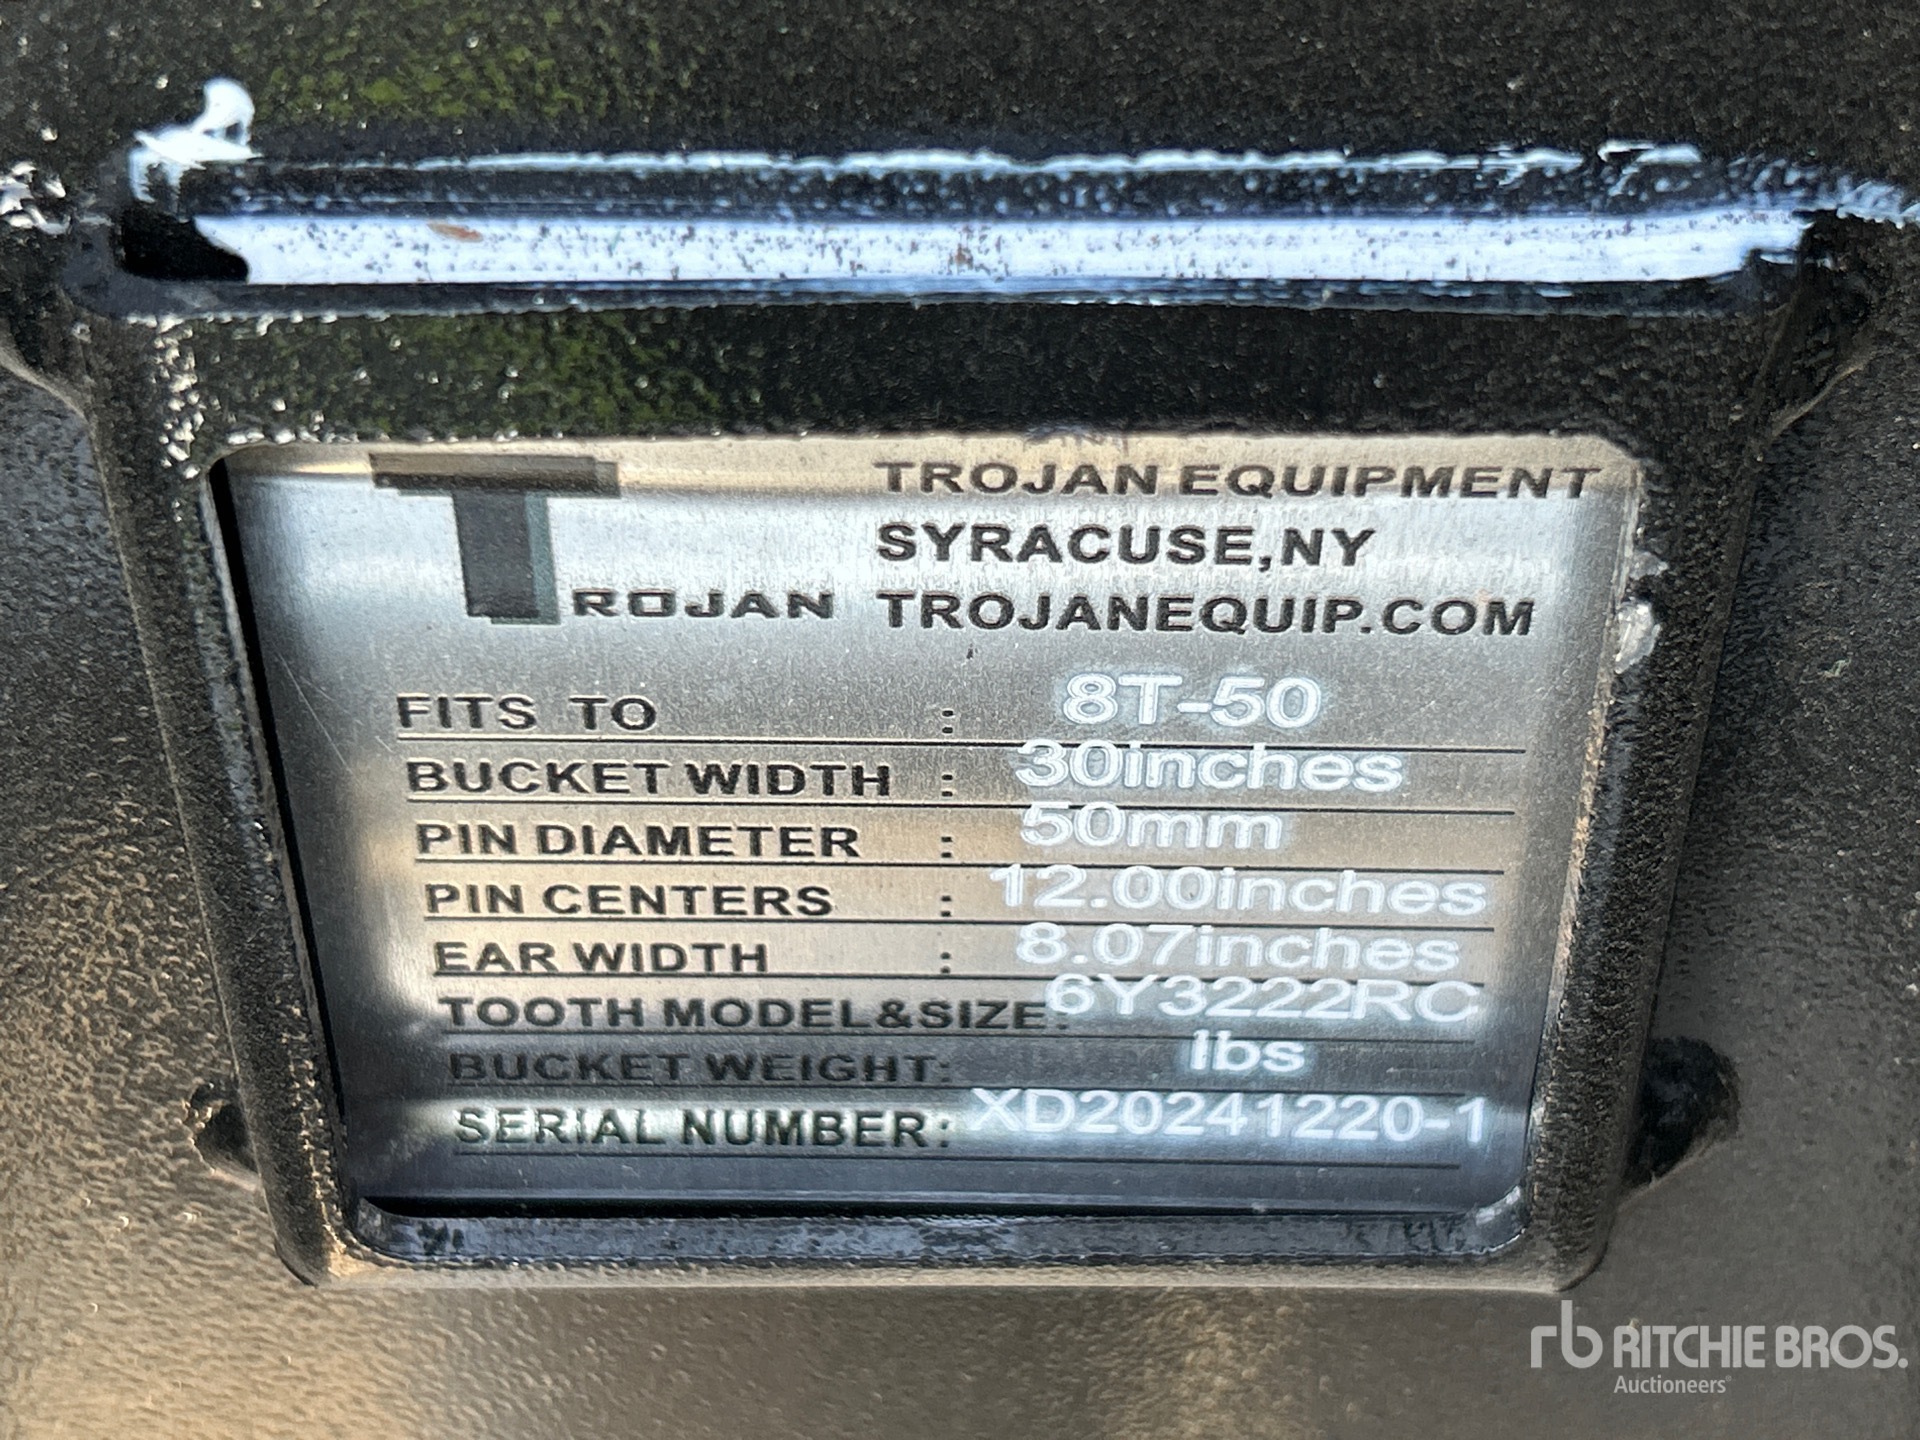 TROJAN
TROJAN EQUIPMENT
SYRACUSE,NY
TROJANEQUIP.COM
FITS TO : 8T-50
BUCKET WIDTH : 30inches
PIN DIAMETER : 50mm
PIN CENTERS : 12.00inches
EAR WIDTH : 8.07inches
TOOTH MODEL&SIZE: 6Y3222RC
BUCKET WEIGHT: lbs
SERIAL NUMBER: XD20241220-1
rb RITCHIE BROS.
Auctioneers